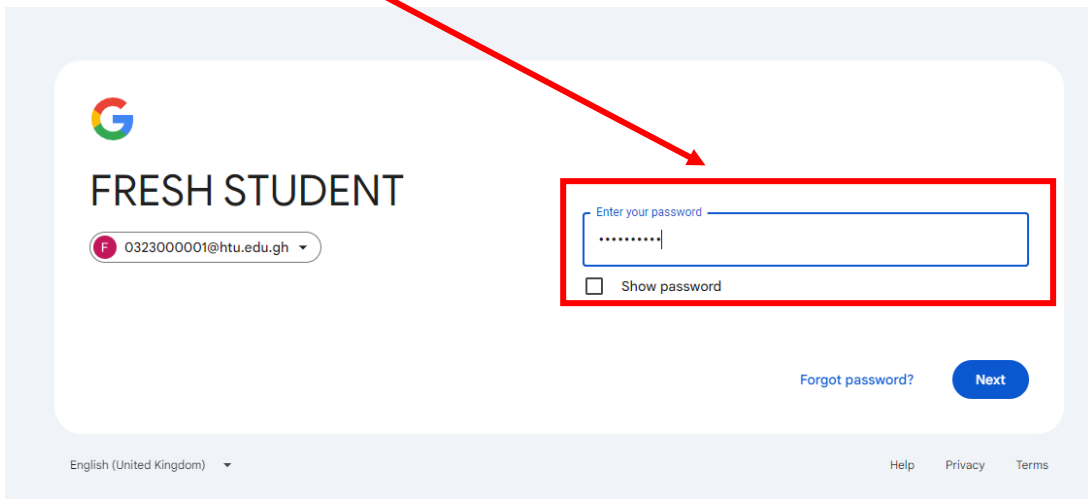 FRESH STUDENT
F 0323000001@htu.edu.gh
Enter your password
••••••••••
Show password
Forgot password? Next
English (United Kingdom) Help Privacy Terms